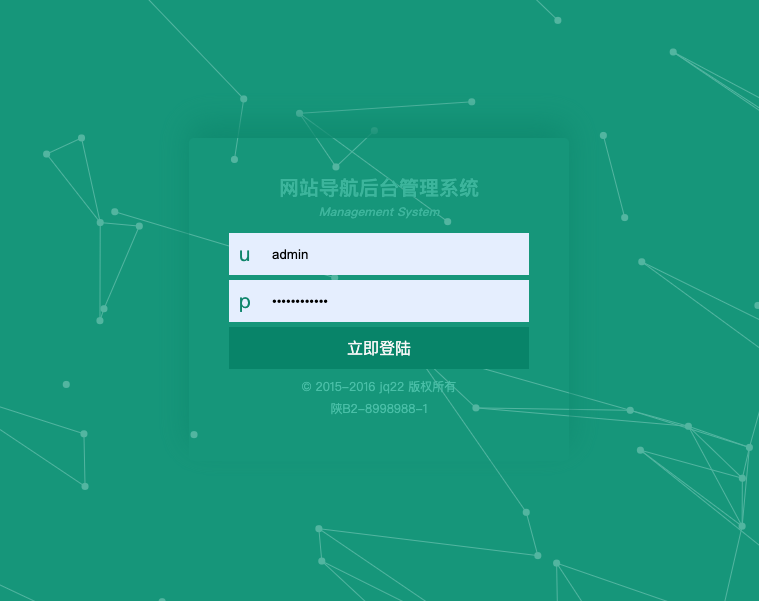 网站导航后台管理系统
Management System
u admin
p ••••••••••••
立即登陆
© 2015-2016 jq22 版权所有
陕B2-8998988-1